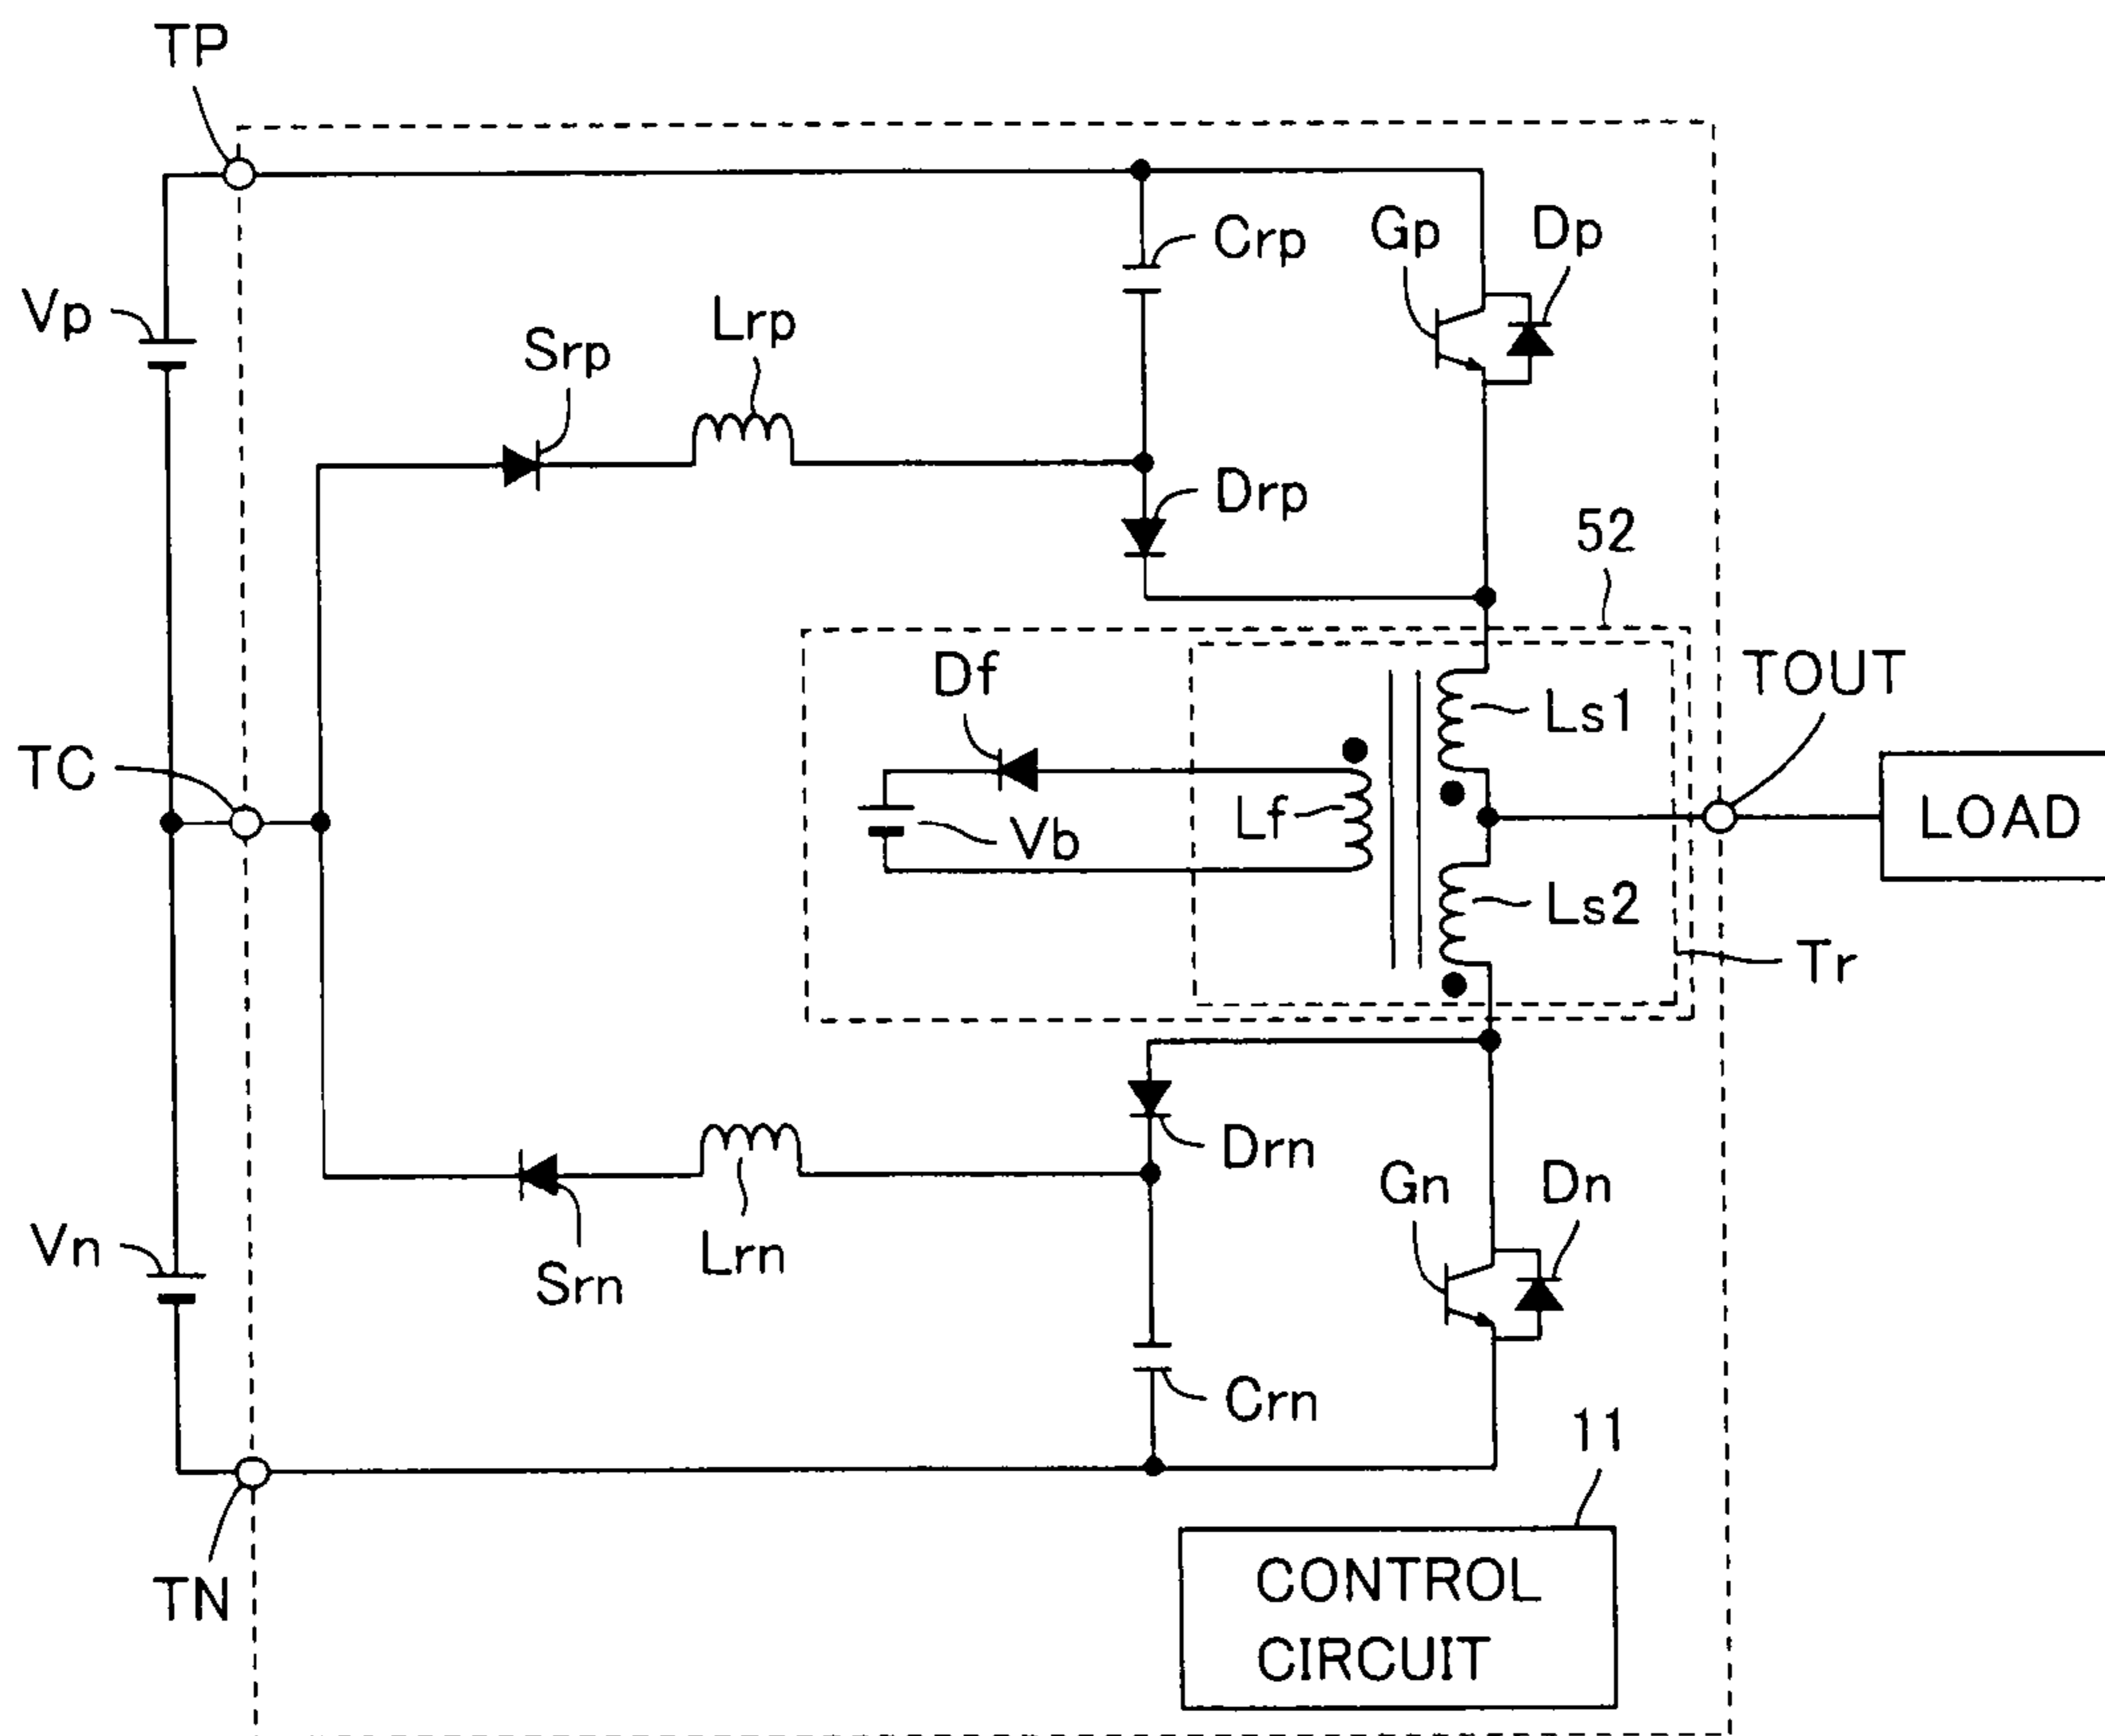 TP
Crp
Gp
Dp
Vp
Lrp
Srp
Drp
52
Df
TOUT
Ls1
TC
Lf
Vb
LOAD
Ls2
Tr
Drn
Gn
Dn
Vn
Lrn
Srn
Crn
11
TN
CONTROL
CIRCUIT